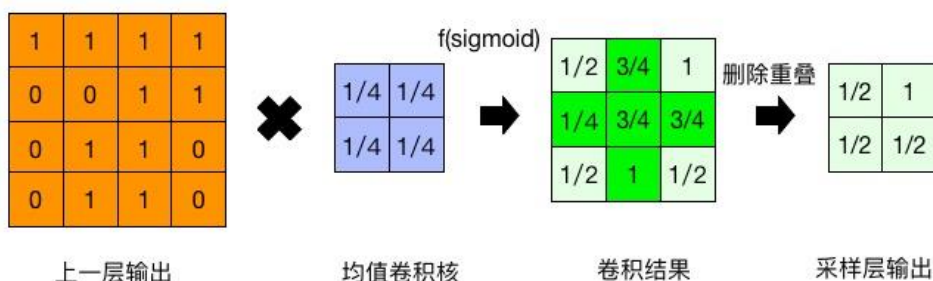 1 1 1 1
0 0 1 1
0 1 1 0
0 1 1 0
上一层输出
1/4 1/4
1/4 1/4
均值卷积核
f(sigmoid)
1/2 3/4 1
1/4 3/4 3/4
1/2 1 1/2
卷积结果
删除重叠
1/2 1
1/2 1/2
采样层输出